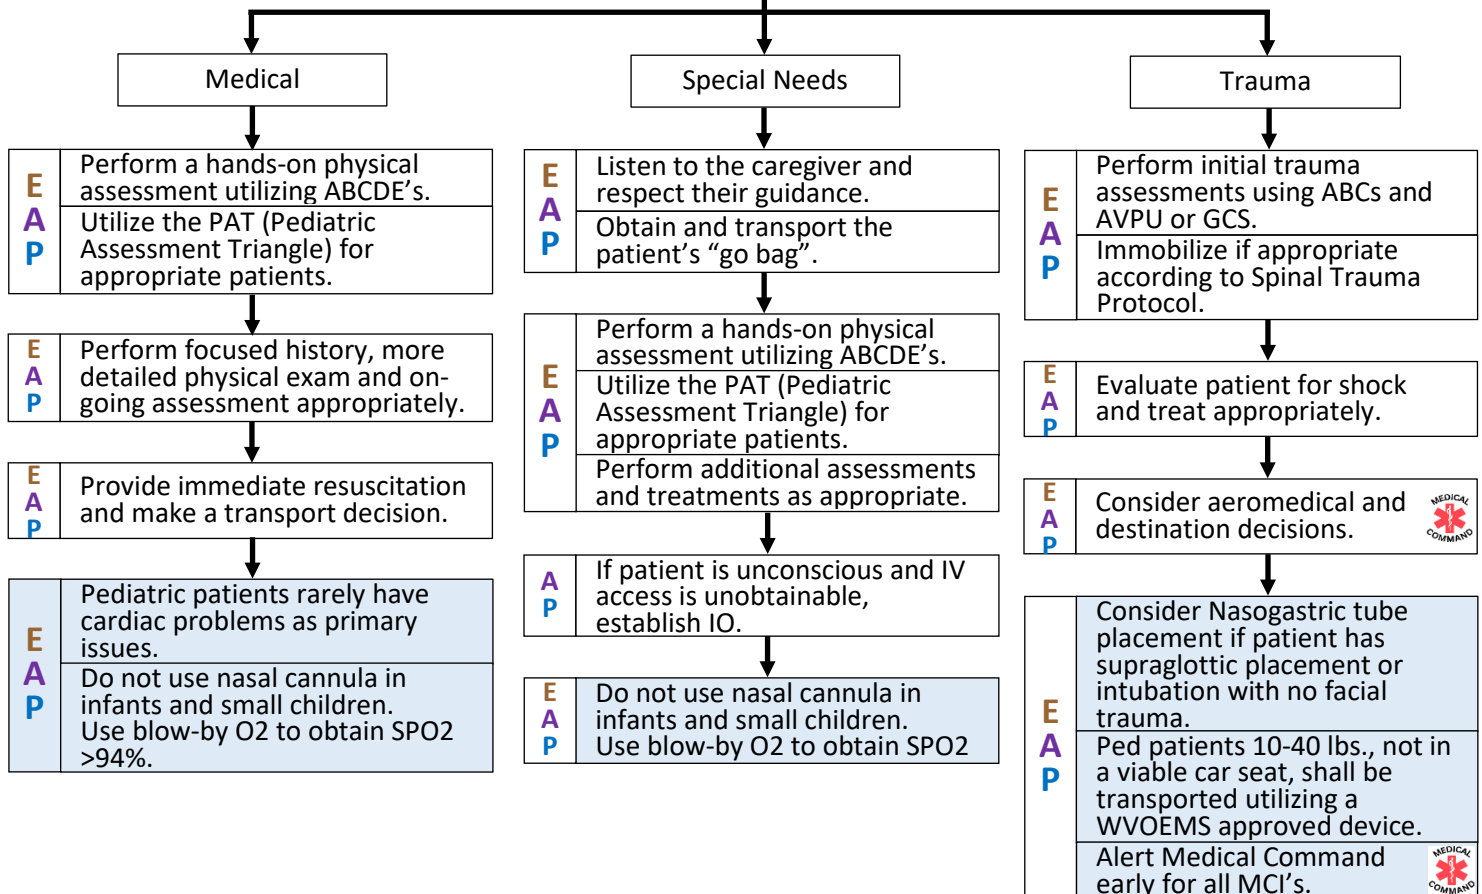 Medical
E
A
P
Perform a hands-on physical
assessment utilizing ABCDE's.
Utilize the PAT (Pediatric
Assessment Triangle) for
appropriate patients.
E
A
P
Perform focused history, more
detailed physical exam and on-
going assessment appropriately.
E
A
P
Provide immediate resuscitation
and make a transport decision.
E
A
P
Pediatric patients rarely have
cardiac problems as primary
issues.
Do not use nasal cannula in
infants and small children.
Use blow-by O2 to obtain SPO2
>94%.
Special Needs
E
A
P
Listen to the caregiver and
respect their guidance.
Obtain and transport the
patient's “go bag”.
E
A
P
Perform a hands-on physical
assessment utilizing ABCDE's.
Utilize the PAT (Pediatric
Assessment Triangle) for
appropriate patients.
Perform additional assessments
and treatments as appropriate.
A
P
If patient is unconscious and IV
access is unobtainable,
establish IO.
E
A
P
Do not use nasal cannula in
infants and small children.
Use blow-by O2 to obtain SPO2
Trauma
E
A
P
Perform initial trauma
assessments using ABCs and
AVPU or GCS.
Immobilize if appropriate
according to Spinal Trauma
Protocol.
E
A
P
Evaluate patient for shock
and treat appropriately.
E
A
P
Consider aeromedical and
destination decisions.
MEDICAL
COMMAND
E
A
P
Consider Nasogastric tube
placement if patient has
supraglottic placement or
intubation with no facial
trauma.
Ped patients 10-40 lbs., not in
a viable car seat, shall be
transported utilizing a
WVOEMS approved device.
Alert Medical Command
early for all MCI's.
MEDICAL
COMMAND